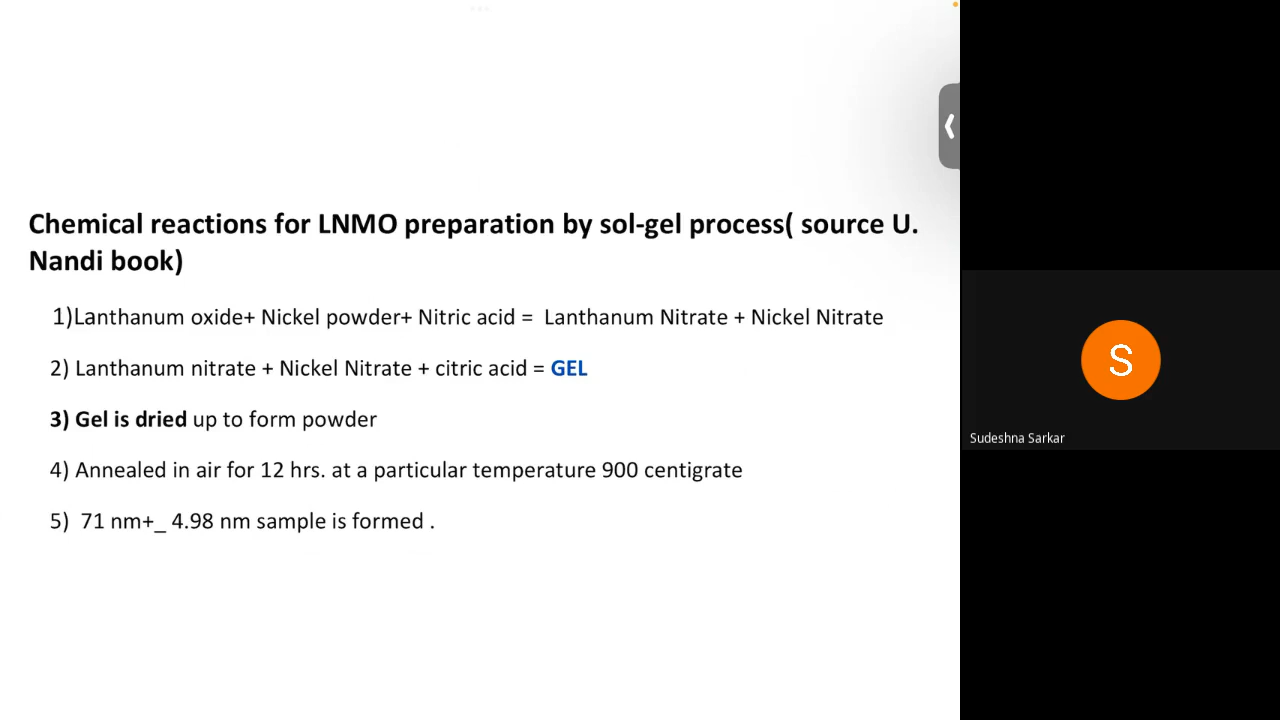 Chemical reactions for LNMO preparation by sol-gel process( source U.
Nandi book)
1)Lanthanum oxide+ Nickel powder+ Nitric acid = Lanthanum Nitrate + Nickel Nitrate
2) Lanthanum nitrate + Nickel Nitrate + citric acid = GEL
3) Gel is dried up to form powder
4) Annealed in air for 12 hrs. at a particular temperature 900 centigrate
5) 71 nm+_ 4.98 nm sample is formed .
S
Sudeshna Sarkar